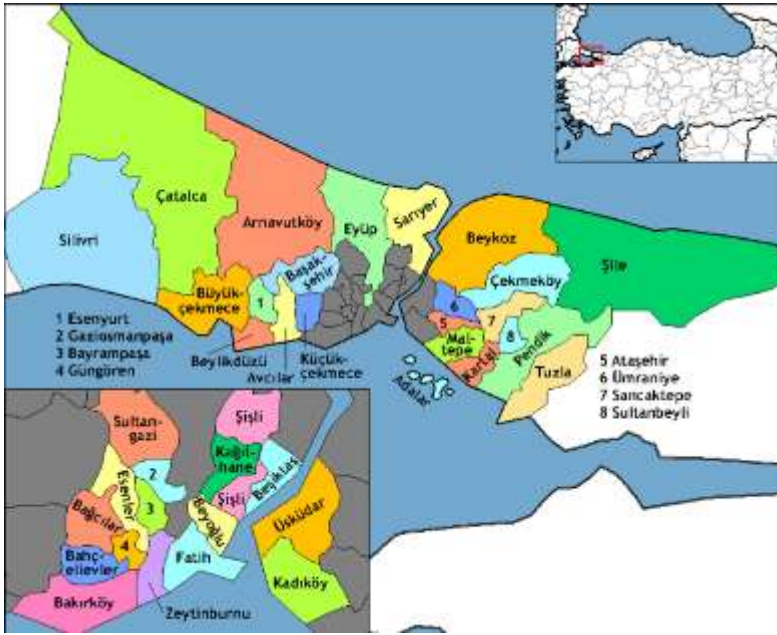 Çatalca
Silivri
Arnavutköy
Eyüp
Sarıyer
Beykoz
Şile
Çekmeköy
Büyük-
çekmece
Başak-
şehir
1
6
5
7
8
Mal-
tepe
Kartal
Pendik
Tuzla
Adalar
Beylikdüzü
Avcılar
Küçük-
çekmece
1 Esenyurt
2 Gaziosmanpaşa
3 Bayrampaşa
4 Güngören
5 Ataşehir
6 Ümraniye
7 Sancaktepe
8 Sultanbeyli
Sultan-
gazi
Şişli
Kağıt-
hane
Beşiktaş
Esenler
2
3
Şişli
Beyoğlu
Bağcılar
4
Üsküdar
Bahç-
elievler
Fatih
Kadıköy
Bakırköy
Zeytinburnu